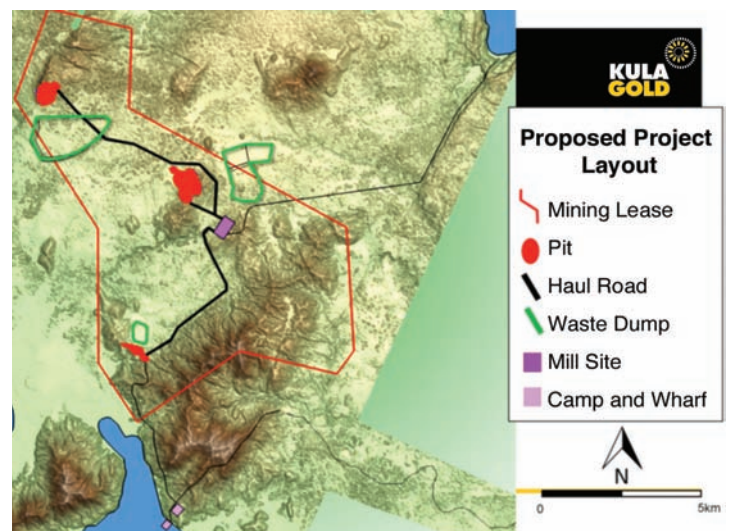 KULA
GOLD
Proposed Project
Layout
Mining Lease
Pit
Haul Road
Waste Dump
Mill Site
Camp and Wharf
N
0
5km